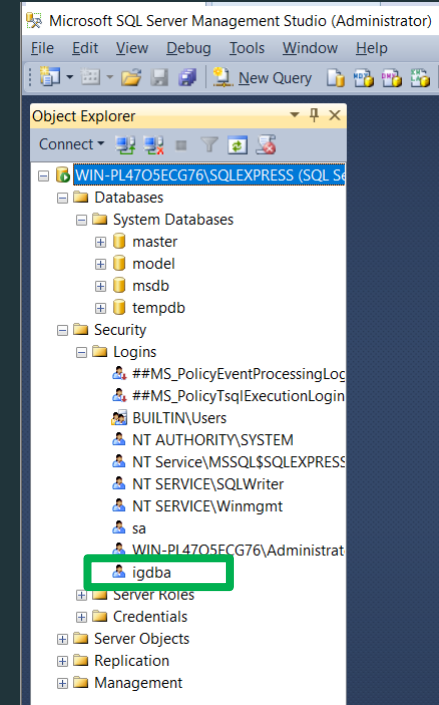 Microsoft SQL Server Management Studio (Administrator)
File Edit View Debug Tools Window Help
New Query
Object Explorer
Connect
WIN-PL47O5ECG76\SQLEXPRESS (SQL Se
Databases
System Databases
master
model
msdb
tempdb
Security
Logins
##MS_PolicyEventProcessingLog
##MS_PolicyTsqlExecutionLogin
BUILTIN\Users
NT AUTHORITY\SYSTEM
NT Service\MSSQL$SQLEXPRESS
NT SERVICE\SQLWriter
NT SERVICE\Winmgmt
sa
WIN-PL47O5ECG76\Administrat
igdba
Server Roles
Credentials
Server Objects
Replication
Management